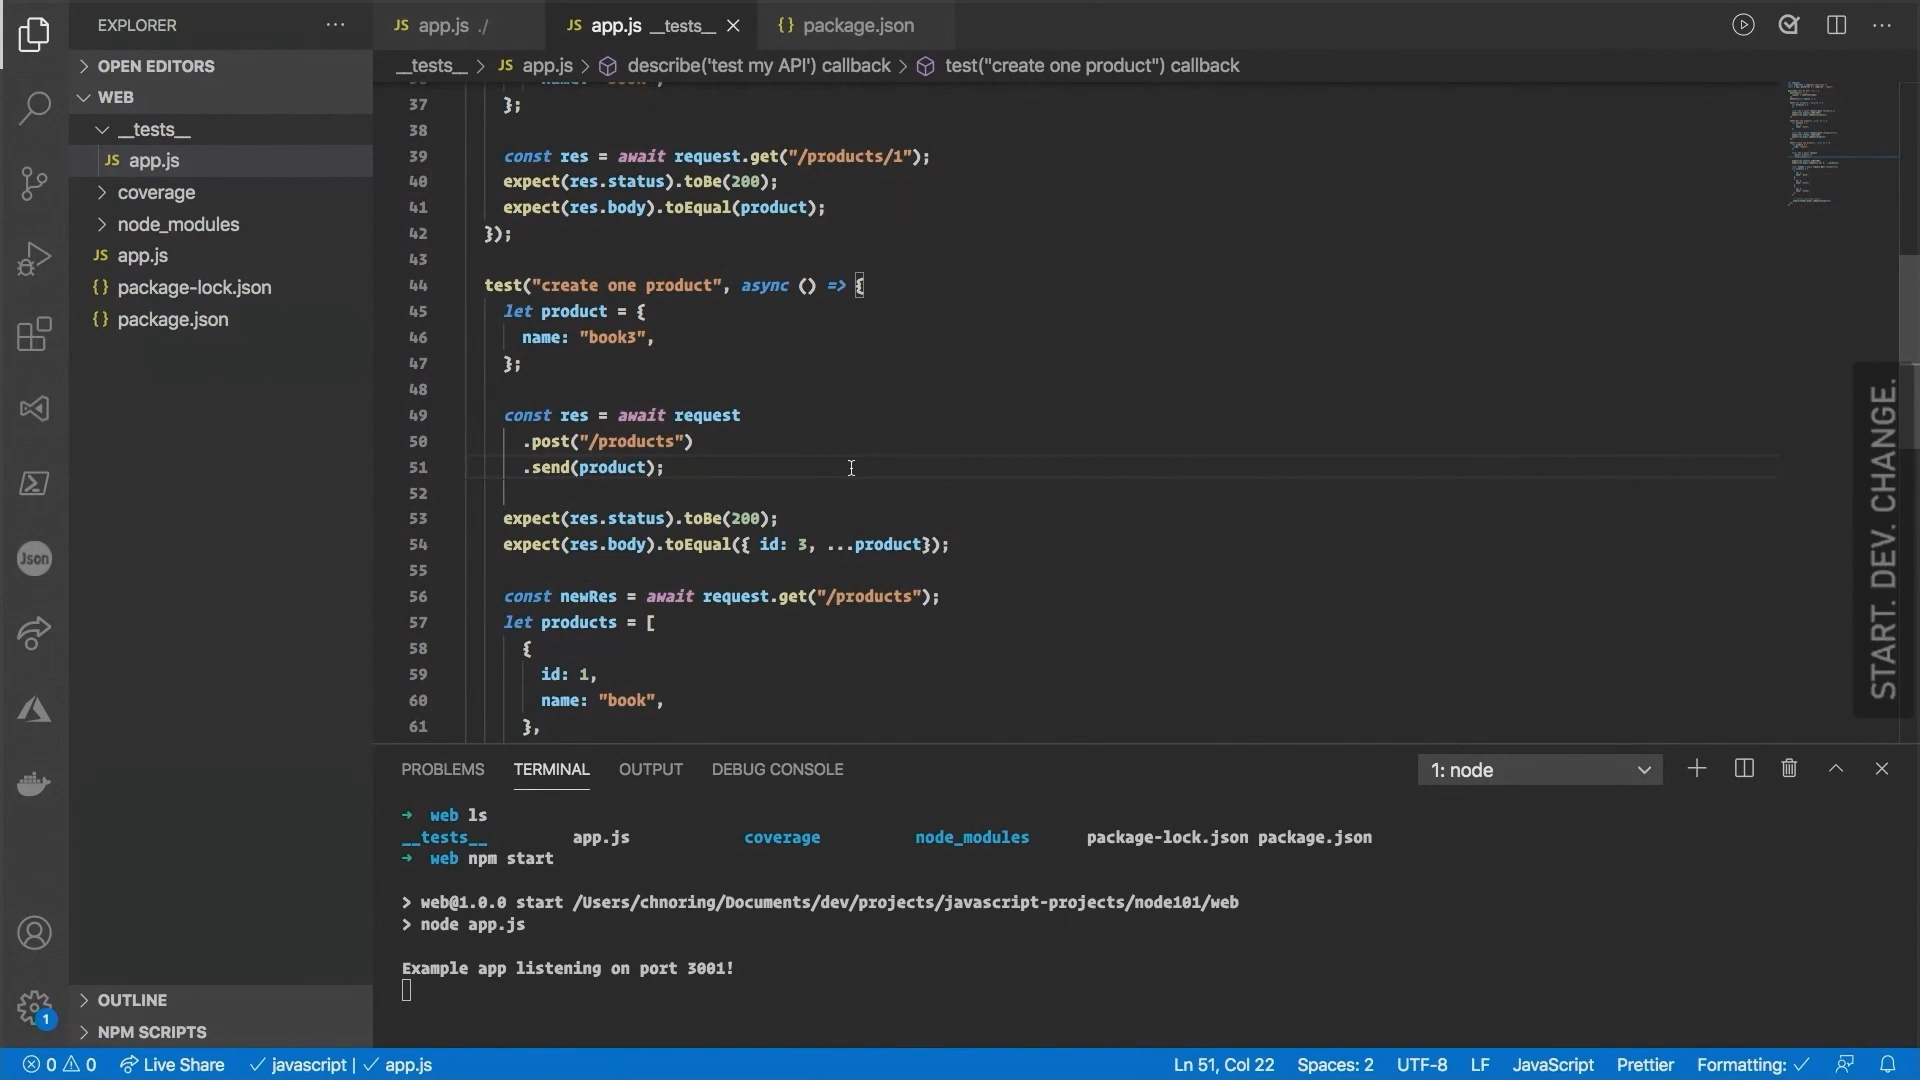 EXPLORER
OPEN EDITORS
WEB
__tests__
JS app.js
coverage
node_modules
JS app.js
{} package-lock.json
{} package.json
OUTLINE
NPM SCRIPTS
Json
1
JS app.js ./
JS app.js __tests__
{} package.json
__tests__ > JS app.js > describe('test my API') callback > test("create one product") callback
37 };
38
39 const res = await request.get("/products/1");
40 expect(res.status).toBe(200);
41 expect(res.body).toEqual(product);
42 });
43
44 test("create one product", async () => {
45 let product = {
46 name: "book3",
47 };
48
49 const res = await request
50 .post("/products")
51 .send(product);
52
53 expect(res.status).toBe(200);
54 expect(res.body).toEqual({ id: 3, ...product});
55
56 const newRes = await request.get("/products");
57 let products = [
58 {
59 id: 1,
60 name: "book",
61 },
START. DEV. CHANGE.
PROBLEMS TERMINAL OUTPUT DEBUG CONSOLE
1: node
→ web ls
__tests__ app.js coverage node_modules package-lock.json package.json
→ web npm start
> web@1.0.0 start /Users/chnoring/Documents/dev/projects/javascript-projects/node101/web
> node app.js
Example app listening on port 3001!
0 0 Live Share javascript | app.js
Ln 51, Col 22 Spaces: 2 UTF-8 LF JavaScript Prettier Formatting: